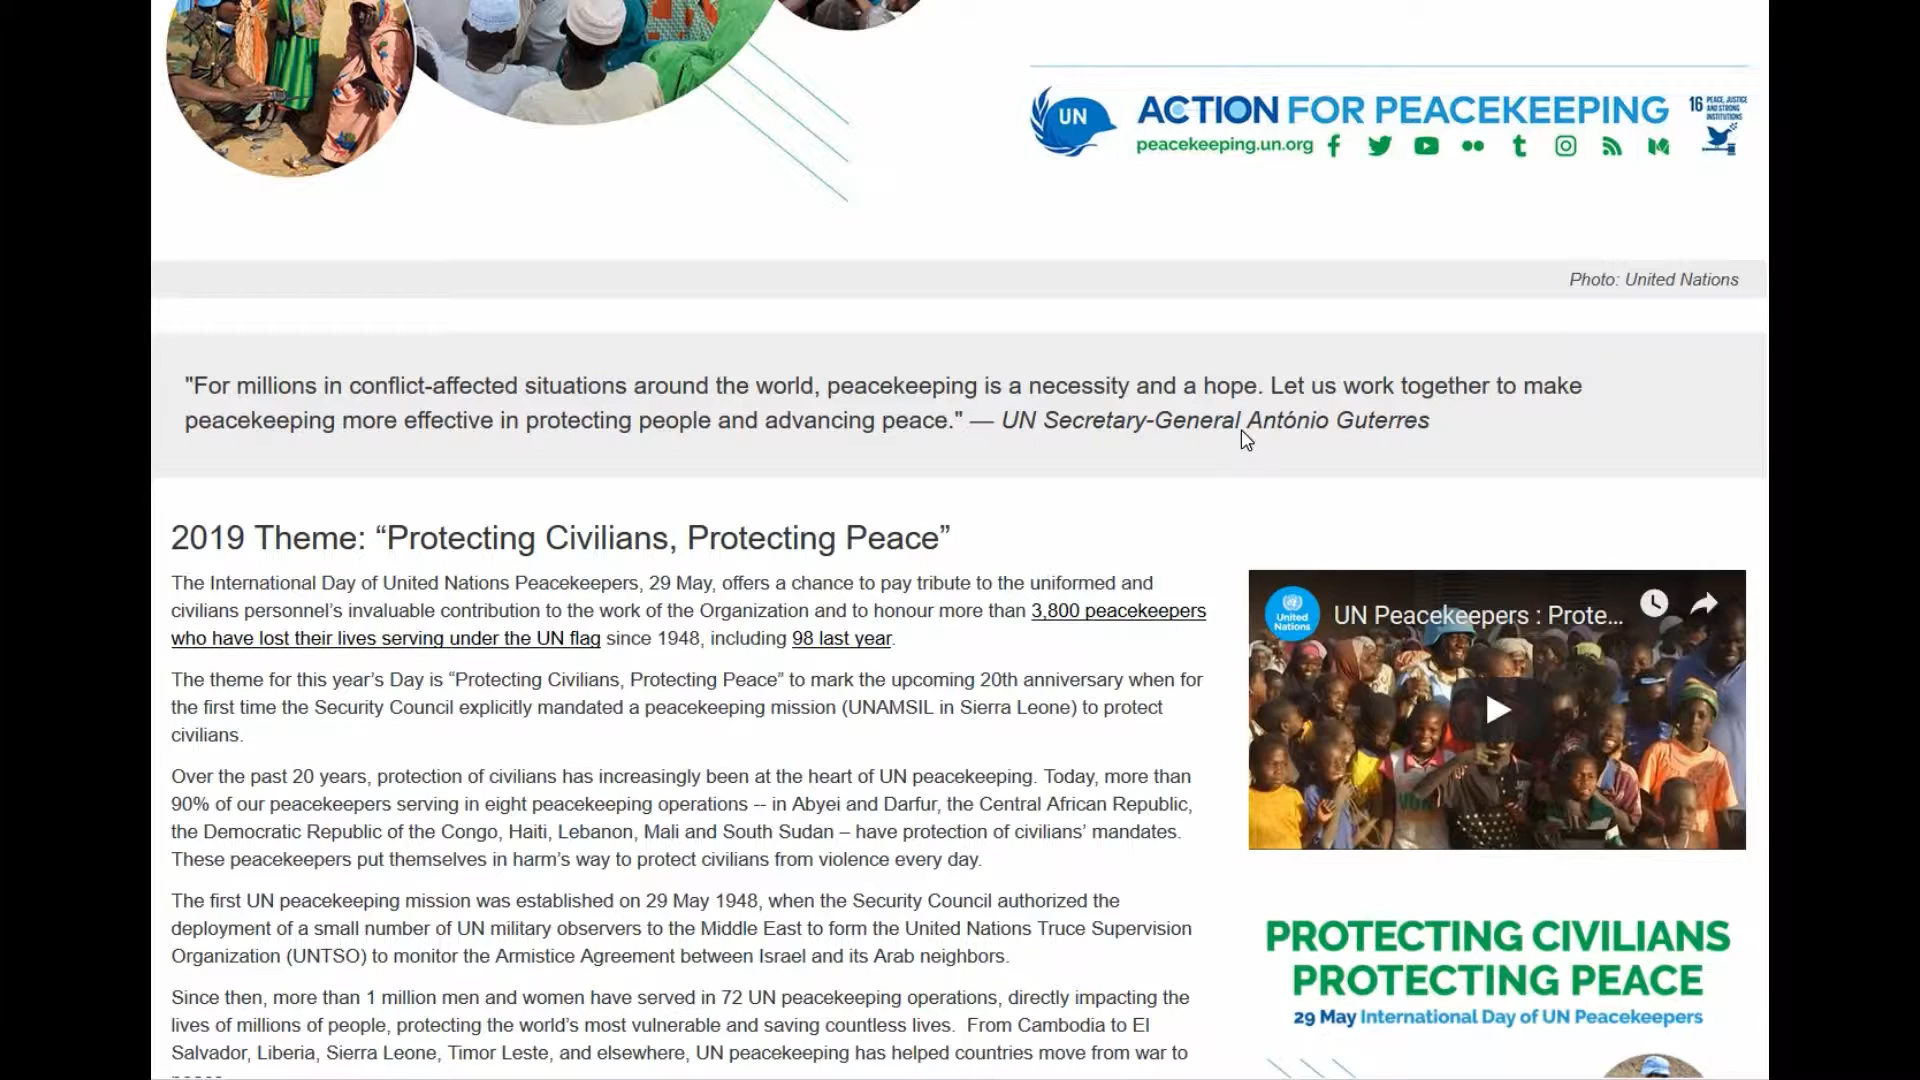 UN
ACTION FOR PEACEKEEPING
peacekeeping.un.org
16 PEACE, JUSTICE
AND STRONG
INSTITUTIONS
Photo: United Nations
"For millions in conflict-affected situations around the world, peacekeeping is a necessity and a hope. Let us work together to make
peacekeeping more effective in protecting people and advancing peace." — UN Secretary-General António Guterres
2019 Theme: “Protecting Civilians, Protecting Peace”
The International Day of United Nations Peacekeepers, 29 May, offers a chance to pay tribute to the uniformed and
civilians personnel’s invaluable contribution to the work of the Organization and to honour more than 3,800 peacekeepers
who have lost their lives serving under the UN flag since 1948, including 98 last year.
The theme for this year’s Day is “Protecting Civilians, Protecting Peace” to mark the upcoming 20th anniversary when for
the first time the Security Council explicitly mandated a peacekeeping mission (UNAMSIL in Sierra Leone) to protect
civilians.
Over the past 20 years, protection of civilians has increasingly been at the heart of UN peacekeeping. Today, more than
90% of our peacekeepers serving in eight peacekeeping operations -- in Abyei and Darfur, the Central African Republic,
the Democratic Republic of the Congo, Haiti, Lebanon, Mali and South Sudan – have protection of civilians’ mandates.
These peacekeepers put themselves in harm’s way to protect civilians from violence every day.
The first UN peacekeeping mission was established on 29 May 1948, when the Security Council authorized the
deployment of a small number of UN military observers to the Middle East to form the United Nations Truce Supervision
Organization (UNTSO) to monitor the Armistice Agreement between Israel and its Arab neighbors.
Since then, more than 1 million men and women have served in 72 UN peacekeeping operations, directly impacting the
lives of millions of people, protecting the world’s most vulnerable and saving countless lives.  From Cambodia to El
Salvador, Liberia, Sierra Leone, Timor Leste, and elsewhere, UN peacekeeping has helped countries move from war to
United
Nations
UN Peacekeepers : Prote...
PROTECTING CIVILIANS
PROTECTING PEACE
29 May International Day of UN Peacekeepers